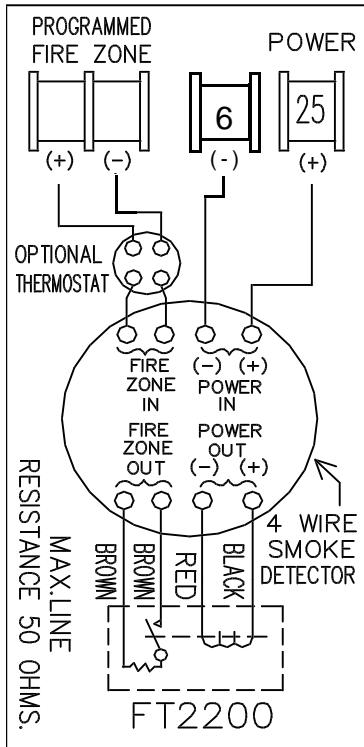 PROGRAMMED
FIRE ZONE
POWER
6
25
(+)
(-)
(-)
(+)
OPTIONAL
THERMOSTAT
FIRE
ZONE
IN
(-) (+)
POWER
IN
FIRE
ZONE
OUT
POWER
OUT
(-) (+)
4 WIRE
SMOKE
DETECTOR
BROWN
BROWN
RED
BLACK
MAX.LINE
RESISTANCE 50 OHMS.
FT2200